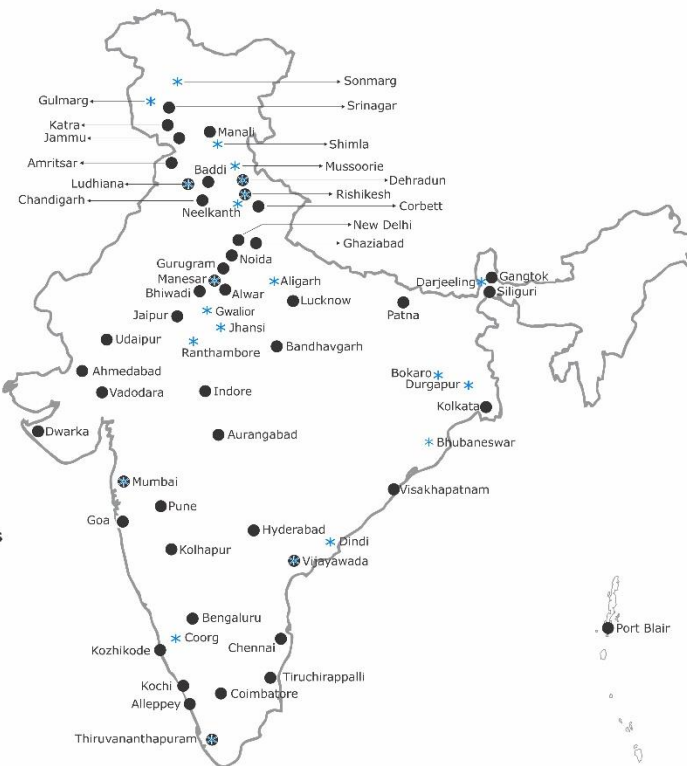 Sonmarg
Gulmarg
Srinagar
Katra
Manali
Jammu
Shimla
Amritsar
Mussoorie
Baddi
Dehradun
Ludhiana
Rishikesh
Chandigarh
Neelkanth
Corbett
New Delhi
Ghaziabad
Noida
Gurugram
Manesar
Aligarh
Darjeeling
Gangtok
Bhiwadi
Alwar
Siliguri
Lucknow
Patna
Jaipur
Gwalior
Jhansi
Udaipur
Ranthambore
Bandhavgarh
Ahmedabad
Bokaro
Durgapur
Vadodara
Indore
Kolkata
Dwarka
Aurangabad
Bhubaneswar
Mumbai
Visakhapatnam
Pune
Goa
Hyderabad
Dindi
Kolhapur
Vijayawada
Bengaluru
Port Blair
Coorg
Chennai
Kozhikode
Tiruchirappalli
Kochi
Coimbatore
Alleppey
Thiruvananthapuram